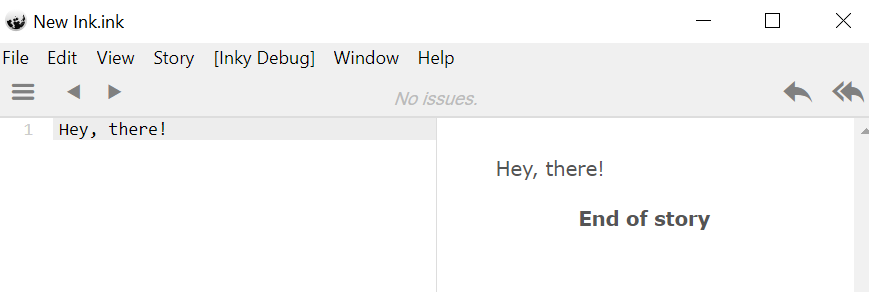 New Ink.ink
File Edit View Story [Inky Debug] Window Help
No issues.
1 Hey, there!
Hey, there!
End of story